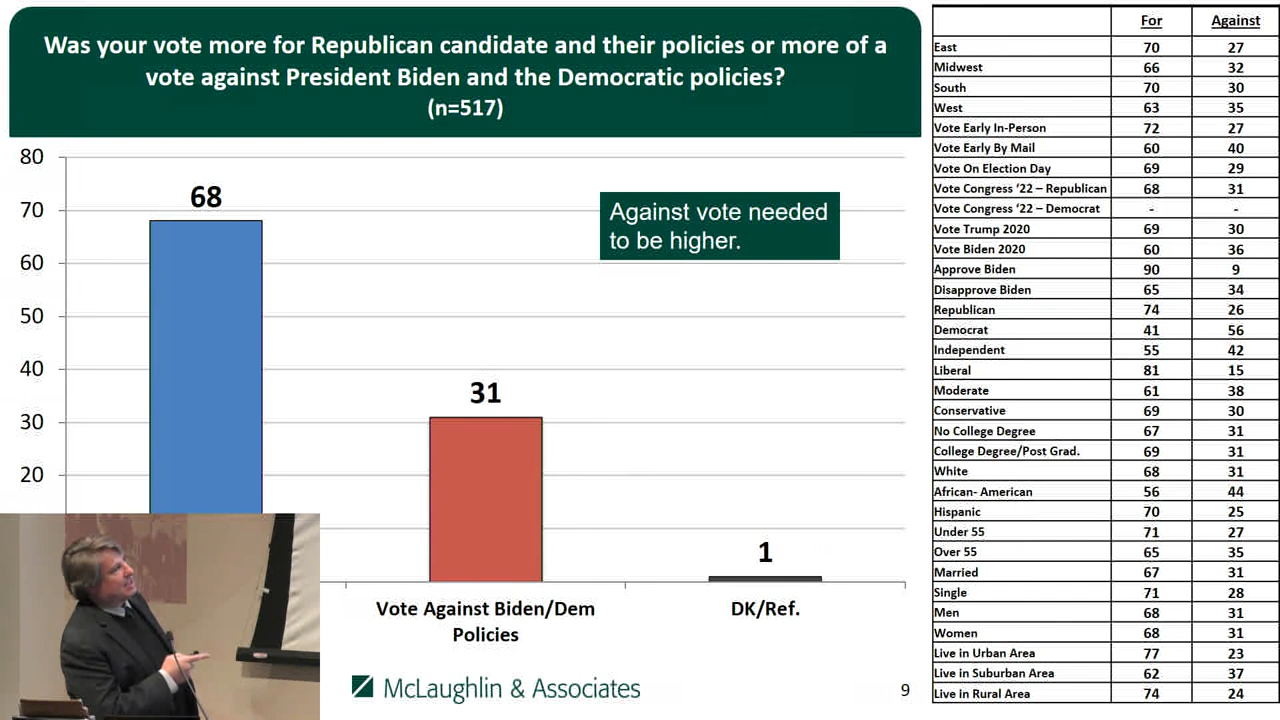 Was your vote more for Republican candidate and their policies or more of a
vote against President Biden and the Democratic policies?
(n=517)
80
70
60
50
40
30
20
68
31
1
Against vote needed
to be higher.
Vote Against Biden/Dem
Policies
DK/Ref.
McLaughlin & Associates
9
For Against
East 70 27
Midwest 66 32
South 70 30
West 63 35
Vote Early In-Person 72 27
Vote Early By Mail 60 40
Vote On Election Day 69 29
Vote Congress ‘22 – Republican 68 31
Vote Congress ‘22 – Democrat - -
Vote Trump 2020 69 30
Vote Biden 2020 60 36
Approve Biden 90 9
Disapprove Biden 65 34
Republican 74 26
Democrat 41 56
Independent 55 42
Liberal 81 15
Moderate 61 38
Conservative 69 30
No College Degree 67 31
College Degree/Post Grad. 69 31
White 68 31
African- American 56 44
Hispanic 70 25
Under 55 71 27
Over 55 65 35
Married 67 31
Single 71 28
Men 68 31
Women 68 31
Live in Urban Area 77 23
Live in Suburban Area 62 37
Live in Rural Area 74 24